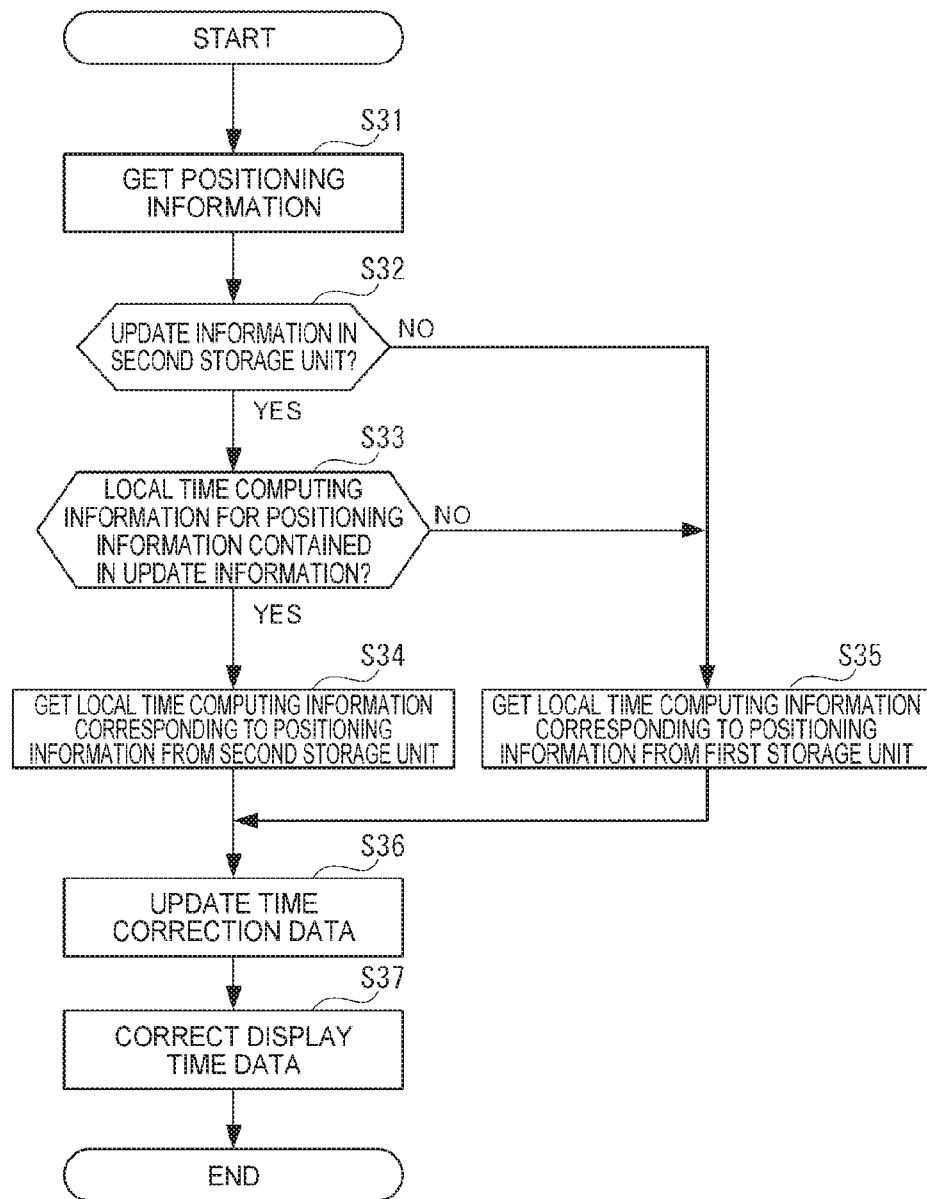 START
S31
GET POSITIONING
INFORMATION
S32
UPDATE INFORMATION IN
SECOND STORAGE UNIT?
NO
YES
S33
LOCAL TIME COMPUTING
INFORMATION FOR POSITIONING
INFORMATION CONTAINED
IN UPDATE INFORMATION?
NO
YES
S34
GET LOCAL TIME COMPUTING INFORMATION
CORRESPONDING TO POSITIONING
INFORMATION FROM SECOND STORAGE UNIT
S35
GET LOCAL TIME COMPUTING INFORMATION
CORRESPONDING TO POSITIONING
INFORMATION FROM FIRST STORAGE UNIT
S36
UPDATE TIME
CORRECTION DATA
S37
CORRECT DISPLAY
TIME DATA
END